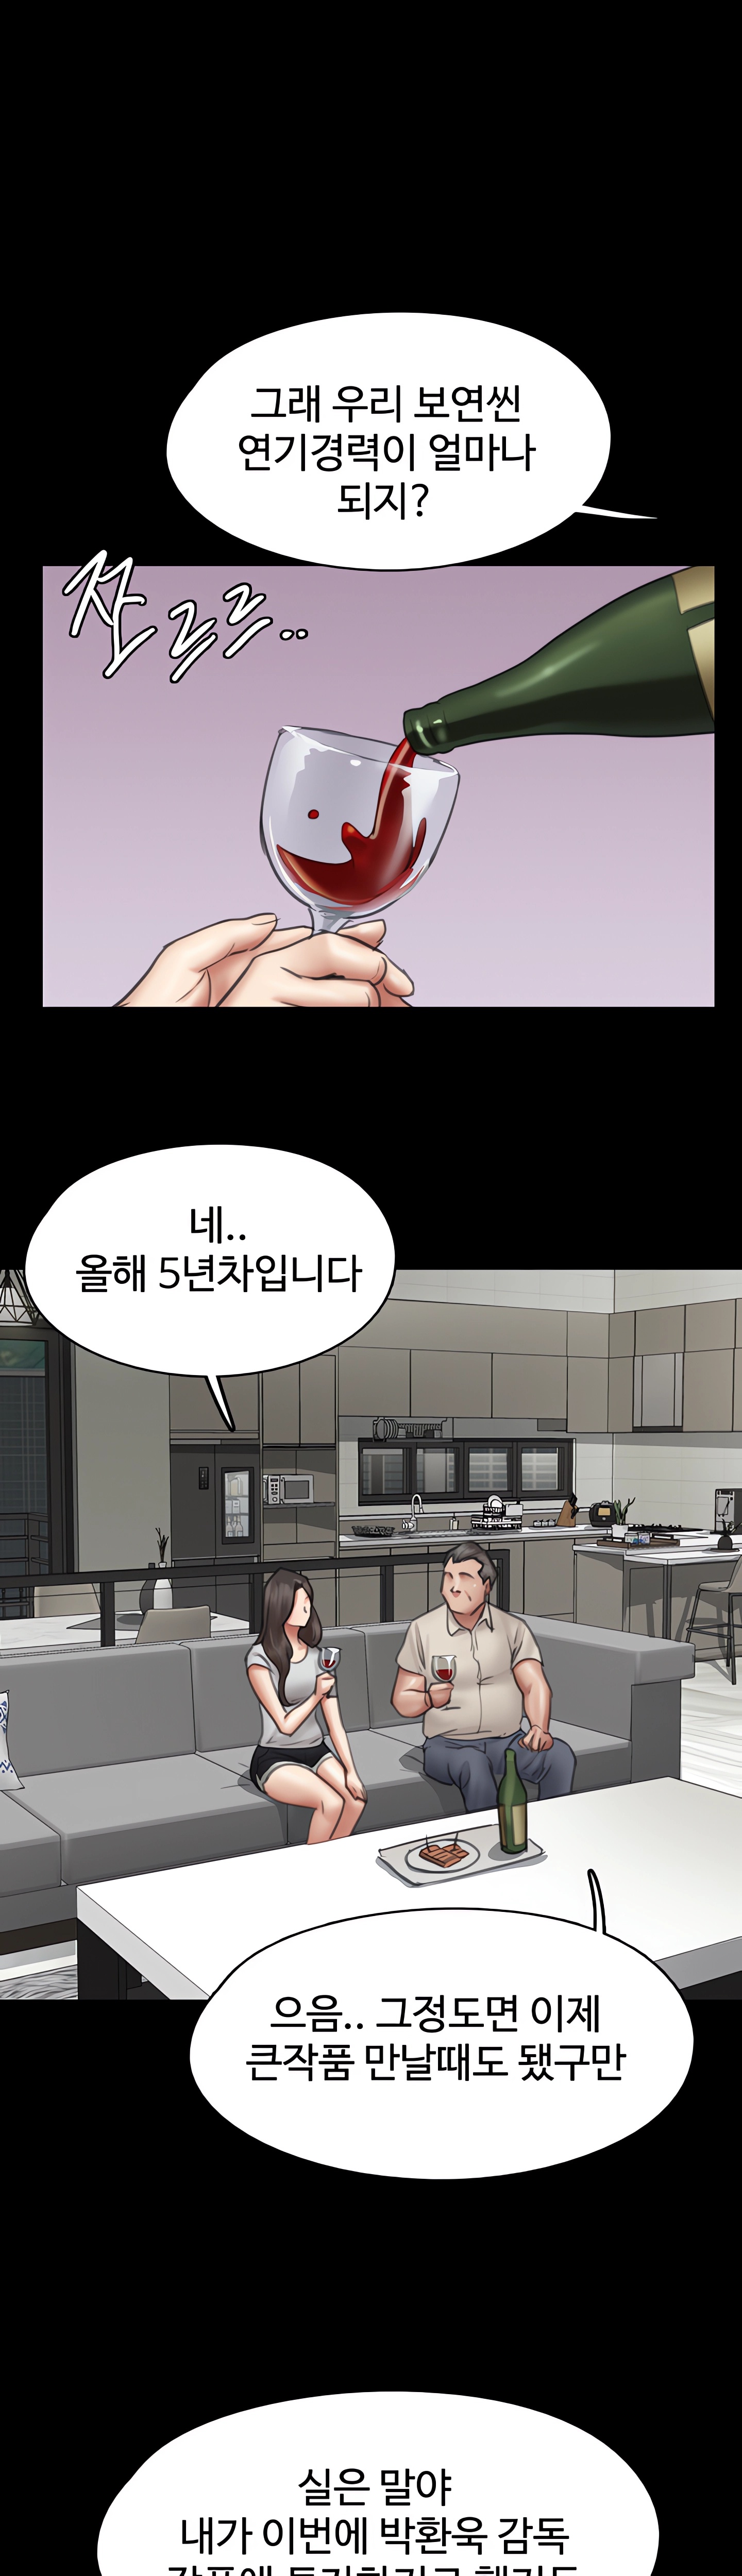 그래 우리 보연씬
연기경력이 얼마나
되지?
쪼르르..
네..
올해 5년차입니다
으음.. 그정도면 이제
큰작품 만날때도 됐구만
실은 말야
내가 이번에 박환욱 감독